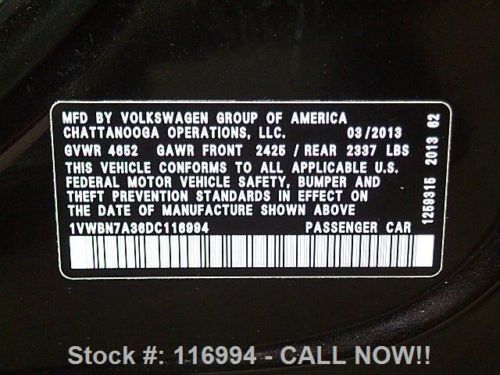 MFD BY VOLKSWAGEN GROUP OF AMERICA
CHATTANOOGA OPERATIONS, LLC. 03/2013
GVWR 4652 GAWR FRONT 2425 / REAR 2337 LBS
THIS VEHICLE CONFORMS TO ALL APPLICABLE U.S.
FEDERAL MOTOR VEHICLE SAFETY, BUMPER AND
THEFT PREVENTION STANDARDS IN EFFECT ON
THE DATE OF MANUFACTURE SHOWN ABOVE.
1VWBN7A36DC116994 PASSENGER CAR
1259315 2013 82
Stock #: 116994 - CALL NOW!!